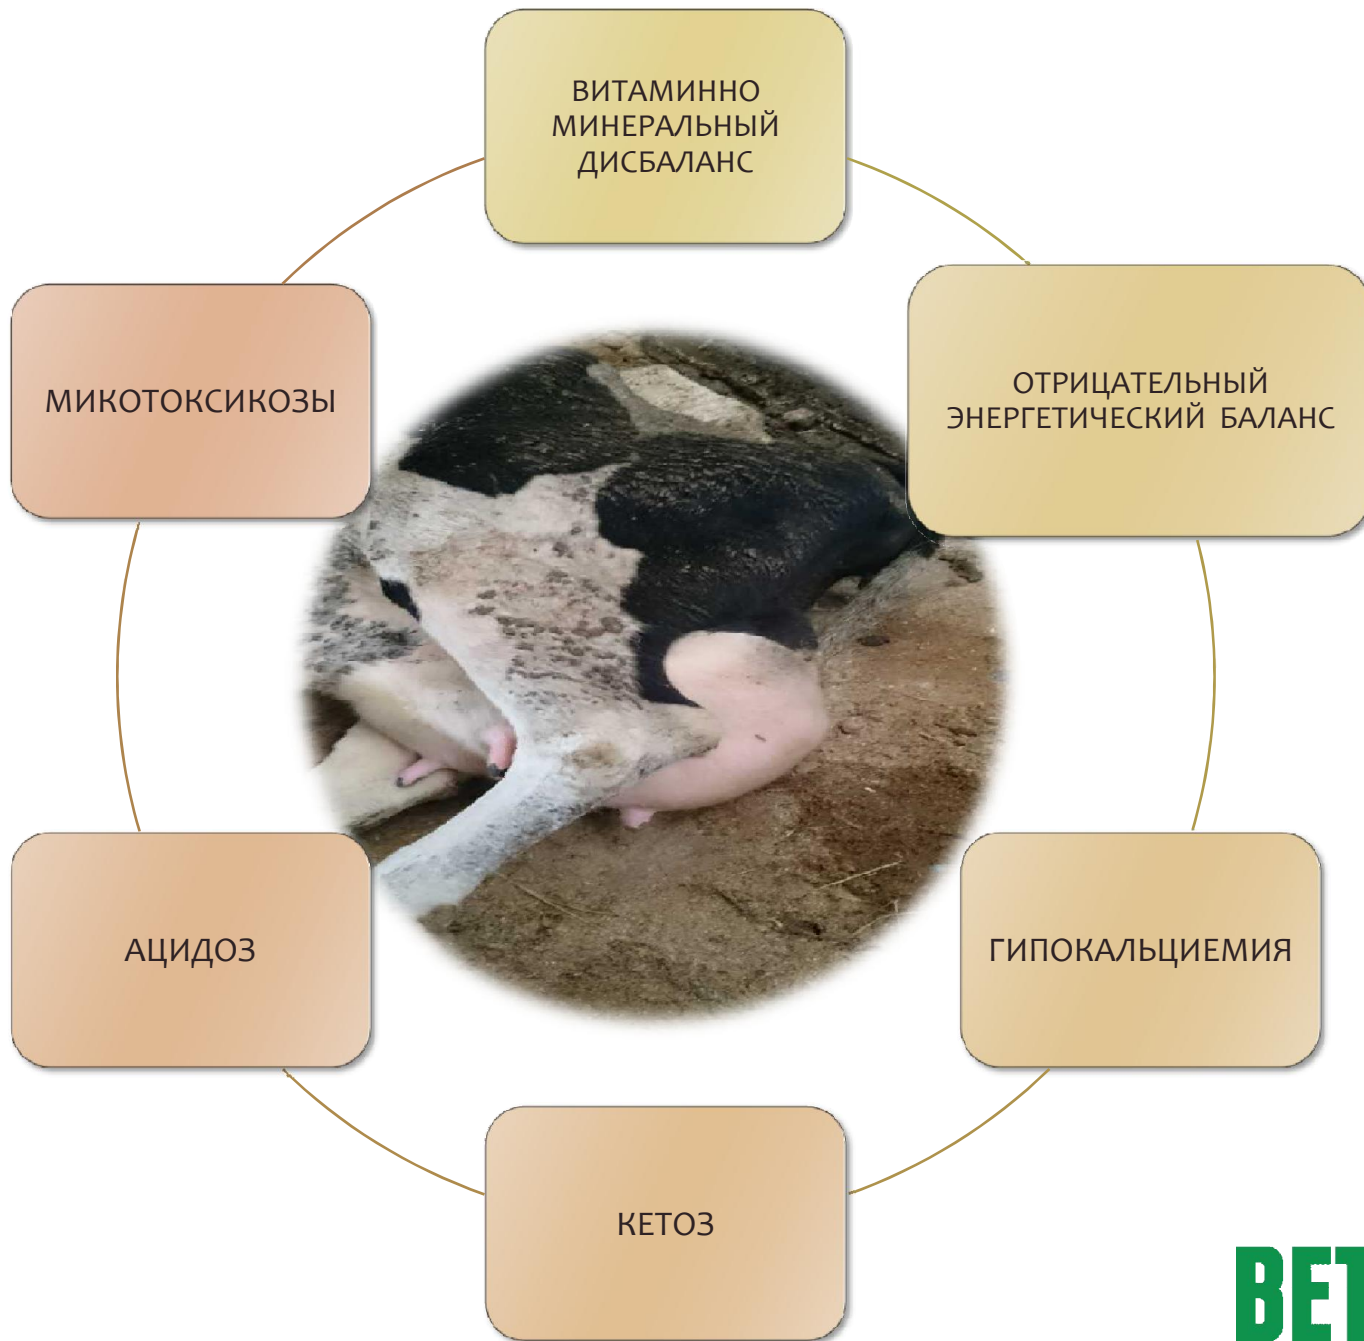 ВИТАМИННО
МИНЕРАЛЬНЫЙ
ДИСБАЛАНС
ОТРИЦАТЕЛЬНЫЙ
ЭНЕРГЕТИЧЕСКИЙ БАЛАНС
ГИПОКАЛЬЦИЕМИЯ
КЕТОЗ
АЦИДОЗ
МИКОТОКСИКОЗЫ
ВЕТ